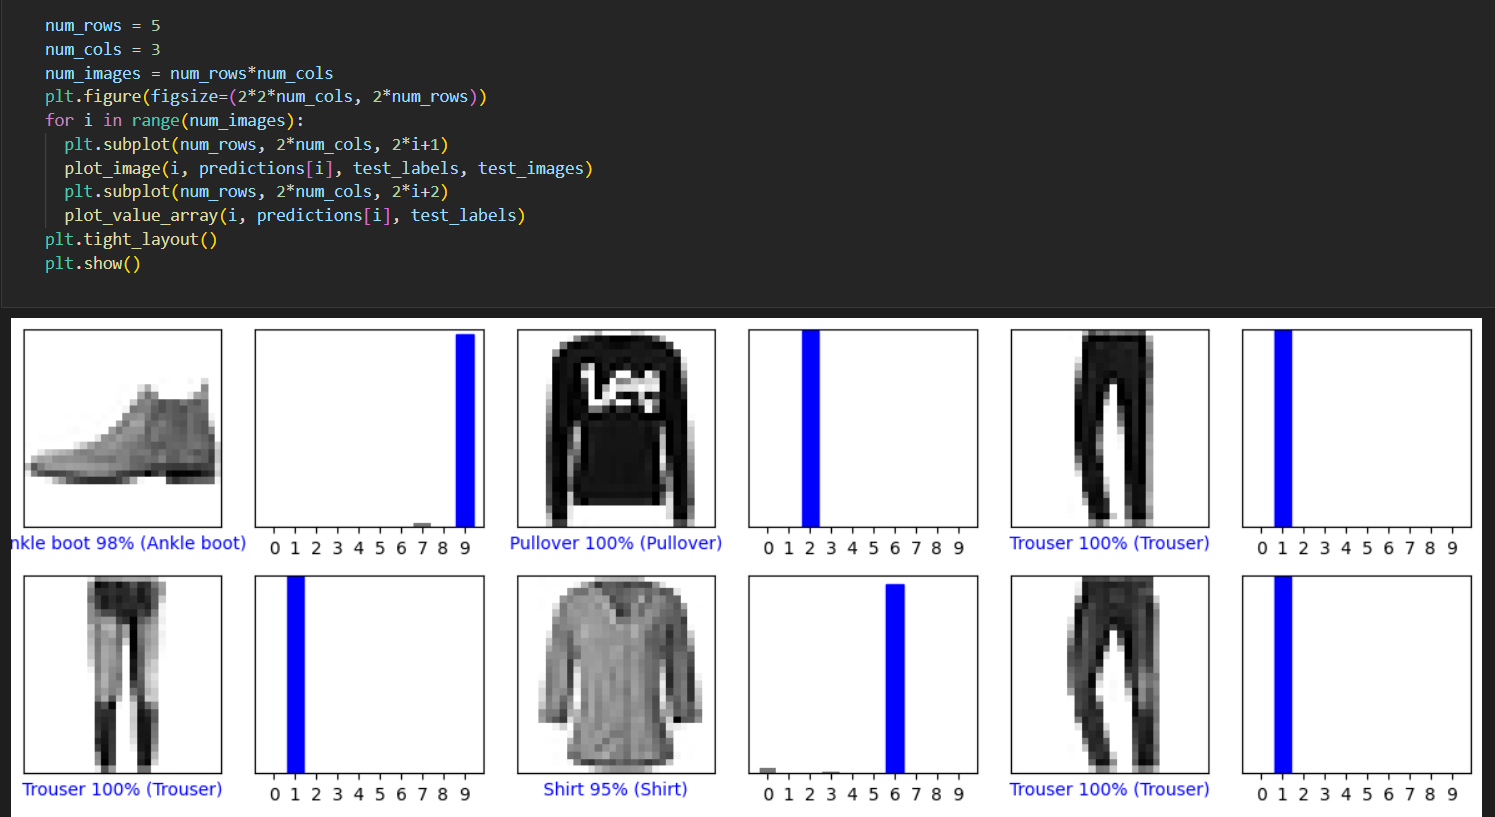 num_rows = 5
num_cols = 3
num_images = num_rows*num_cols
plt.figure(figsize=(2*2*num_cols, 2*num_rows))
for i in range(num_images):
  plt.subplot(num_rows, 2*num_cols, 2*i+1)
  plot_image(i, predictions[i], test_labels, test_images)
  plt.subplot(num_rows, 2*num_cols, 2*i+2)
  plot_value_array(i, predictions[i], test_labels)
plt.tight_layout()
plt.show()
nkle boot 98% (Ankle boot)
0 1 2 3 4 5 6 7 8 9
Pullover 100% (Pullover)
0 1 2 3 4 5 6 7 8 9
Trouser 100% (Trouser)
0 1 2 3 4 5 6 7 8 9
Trouser 100% (Trouser)
0 1 2 3 4 5 6 7 8 9
Shirt 95% (Shirt)
0 1 2 3 4 5 6 7 8 9
Trouser 100% (Trouser)
0 1 2 3 4 5 6 7 8 9